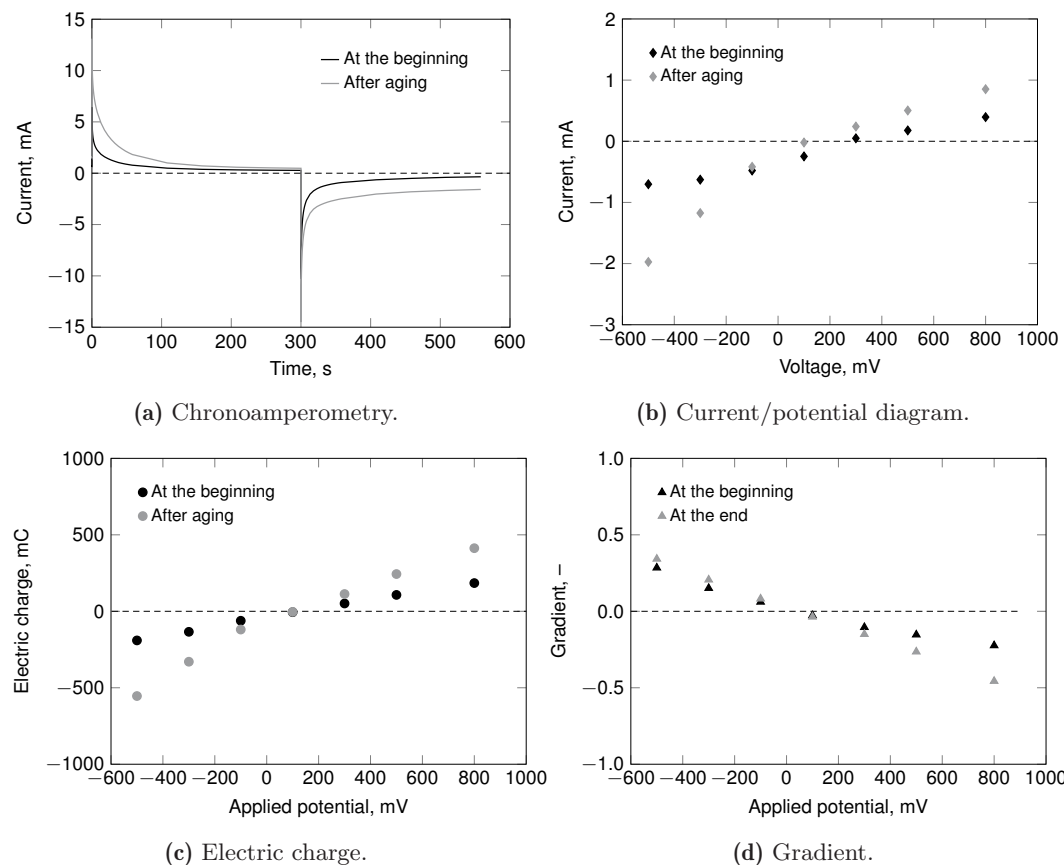 15
10
5
0
−5
−10
−15
0 100 200 300 400 500 600
Current, mA
Time, s
At the beginning
After aging
(a) Chronoamperometry.
2
1
0
−1
−2
−3
−600 −400 −200 0 200 400 600 800 1000
Current, mA
Voltage, mV
At the beginning
After aging
(b) Current/potential diagram.
1000
500
0
−500
−1000
−600 −400 −200 0 200 400 600 800 1000
Electric charge, mC
Applied potential, mV
At the beginning
After aging
(c) Electric charge.
1.0
0.5
0.0
−0.5
−1.0
−600 −400 −200 0 200 400 600 800 1000
Gradient, –
Applied potential, mV
At the beginning
At the end
(d) Gradient.